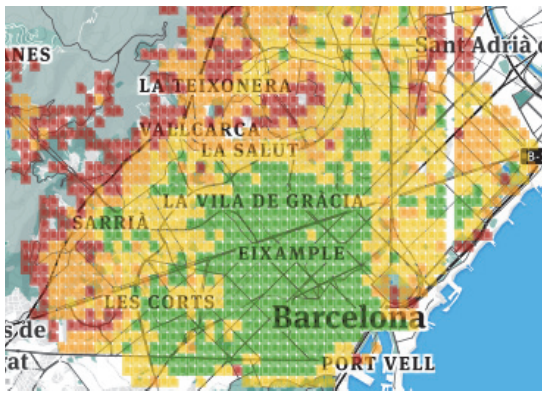 Sant Adrià
ANES
LA TEIXONERA
VALLCARCA
LA SALUT
B-
LA VILA DE GRÀCIA
SARRIÀ
EIXAMPLE
LES CORTS
Barcelona
s de
at
PORT VELL